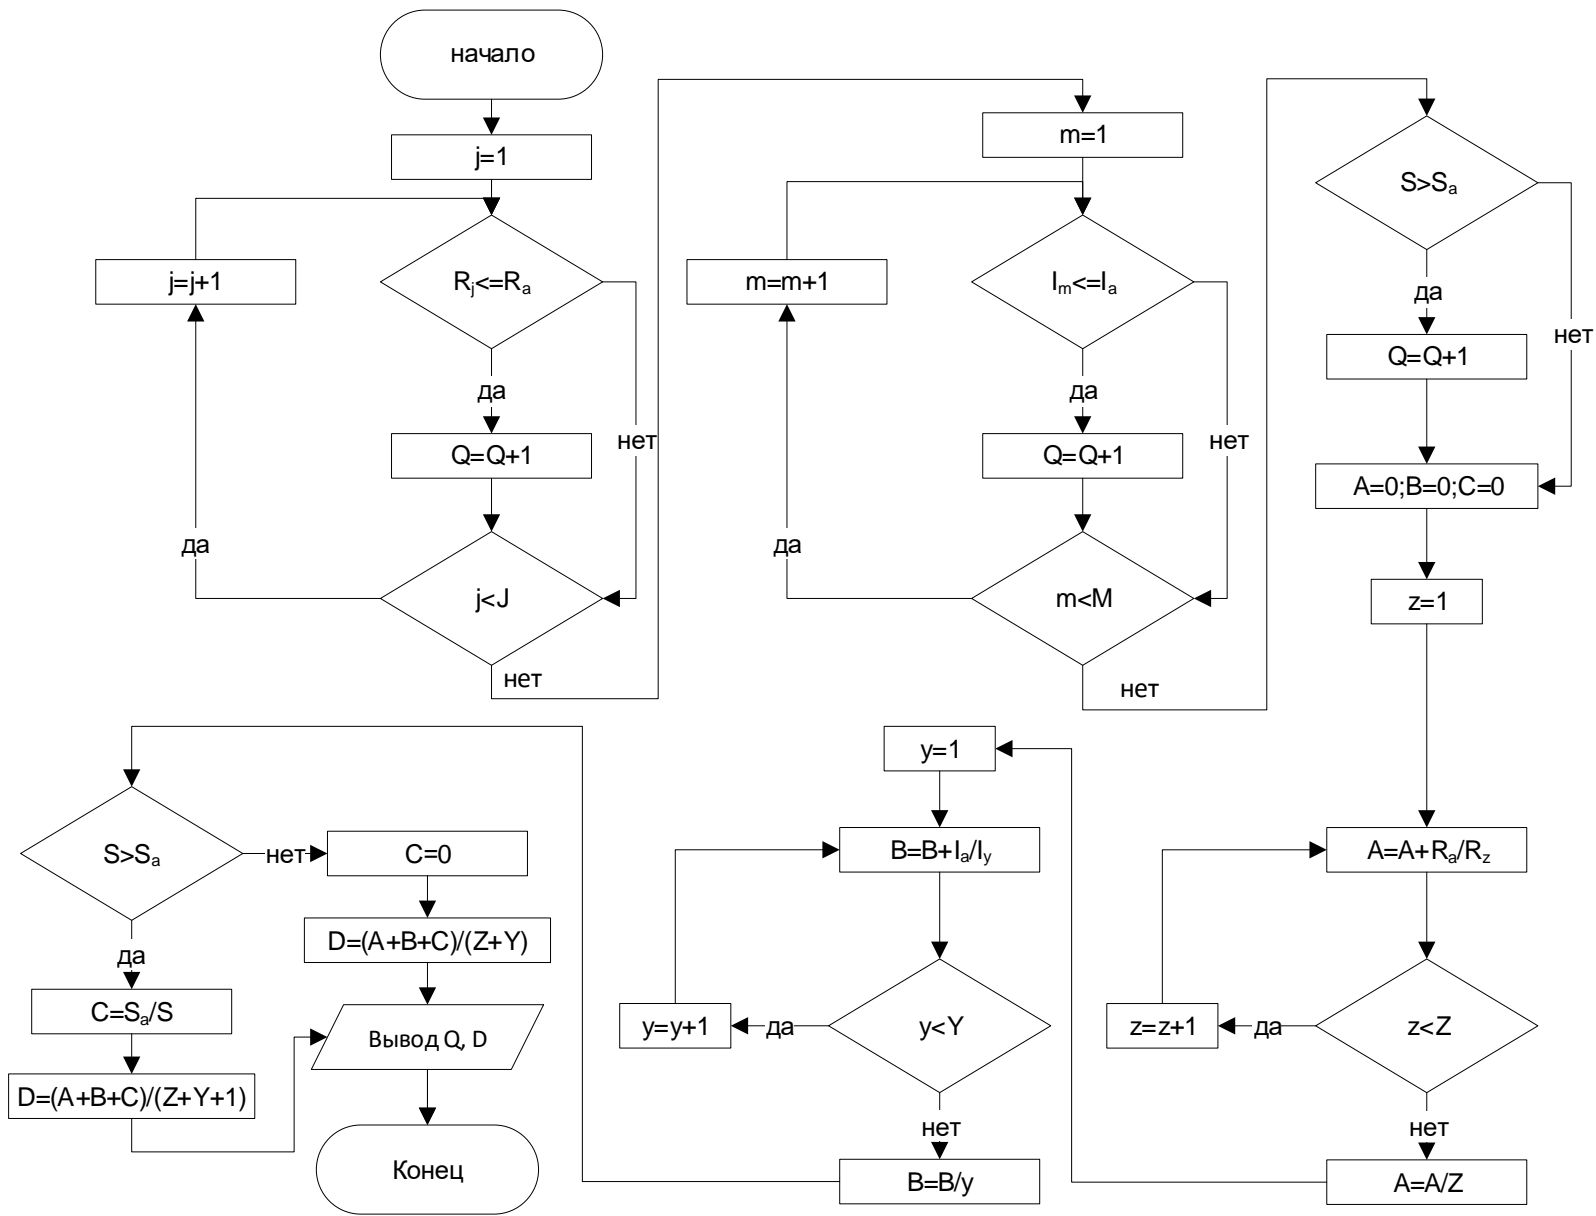 начало
j=1
Rj<=Ra
j=j+1
да
Q=Q+1
нет
j<J
да
нет
m=1
Im<=Ia
m=m+1
да
Q=Q+1
нет
m<M
да
нет
S>Sa
да
нет
Q=Q+1
A=0;B=0;C=0
z=1
A=A+Ra/Rz
z<Z
да
z=z+1
нет
A=A/Z
y=1
B=B+Ia/Iy
y<Y
да
y=y+1
нет
B=B/y
S>Sa
нет
C=0
D=(A+B+C)/(Z+Y)
да
C=Sa/S
D=(A+B+C)/(Z+Y+1)
Вывод Q, D
Конец